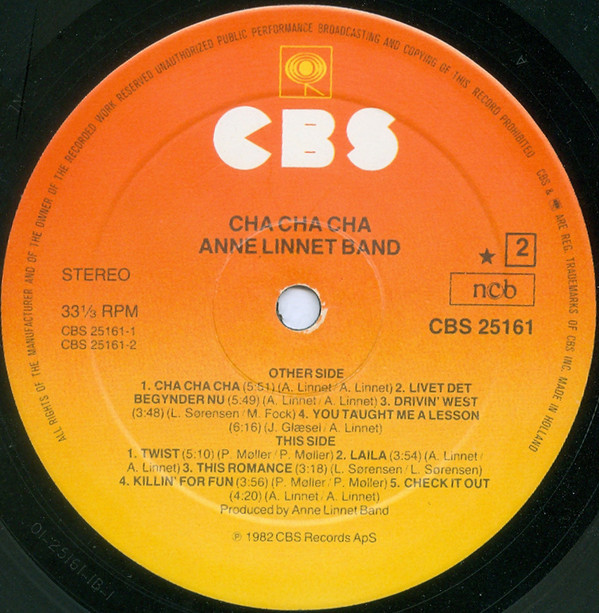 ALL RIGHTS OF THE MANUFACTURER AND OF THE OWNER OF THE RECORDED WORK RESERVED UNAUTHORIZED PUBLIC PERFORMANCE BROADCASTING AND COPYING OF THIS RECORD PROHIBITED
CBS & ARE REG. TRADEMARKS OF CBS INC. MADE IN HOLLAND
CBS
CHA CHA CHA
ANNE LINNET BAND
★ 2
STEREO
ncb
33⅓ RPM
CBS 25161
CBS 25161-1
CBS 25161-2
OTHER SIDE
1. CHA CHA CHA (5:51) (A. Linnet/A. Linnet) 2. LIVET DET
BEGYNDER NU (5:49) (A. Linnet/A. Linnet) 3. DRIVIN' WEST
(3:48) (L. Sørensen/M. Fock) 4. YOU TAUGHT ME A LESSON
(6:16) (J. Glæsel/A. Linnet)
THIS SIDE
1. TWIST (5:10) (P. Møller/P. Møller) 2. LAILA (3:54) (A. Linnet/
A. Linnet) 3. THIS ROMANCE (3:18) (L. Sørensen/L. Sørensen)
4. KILLIN' FOR FUN (3:56) (P. Møller/P. Møller) 5. CHECK IT OUT
(4:20) (A. Linnet/A. Linnet)
Produced by Anne Linnet Band
℗ 1982 CBS Records ApS
01-25161-1B-1